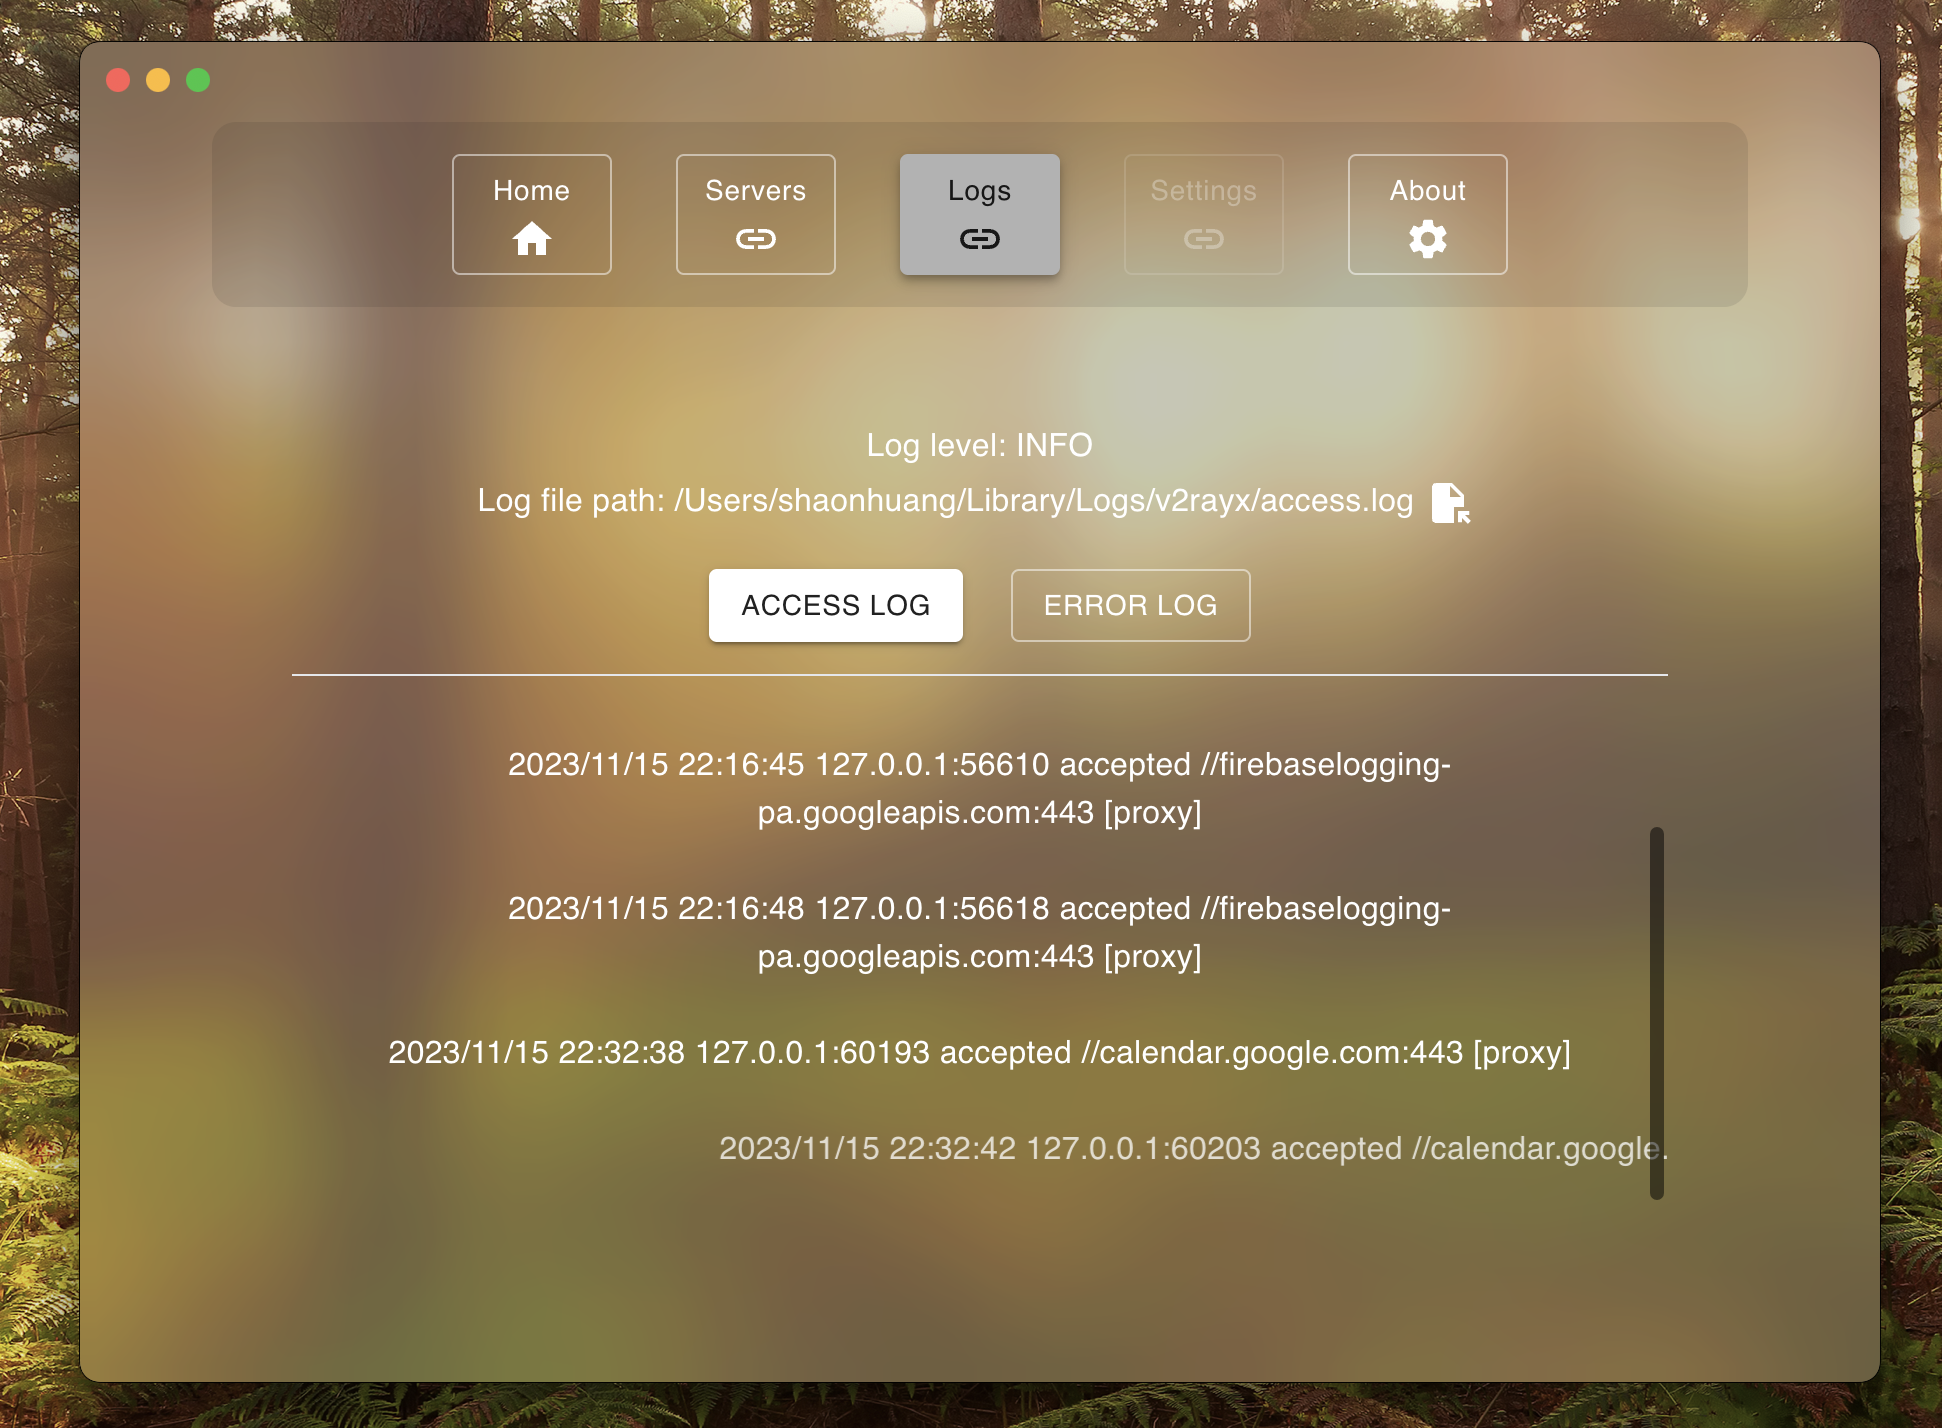 Home
Servers
Logs
Settings
About
Log level: INFO
Log file path: /Users/shaonhuang/Library/Logs/v2rayx/access.log
ACCESS LOG
ERROR LOG
2023/11/15 22:16:45 127.0.0.1:56610 accepted //firebaselogging-
pa.googleapis.com:443 [proxy]
2023/11/15 22:16:48 127.0.0.1:56618 accepted //firebaselogging-
pa.googleapis.com:443 [proxy]
2023/11/15 22:32:38 127.0.0.1:60193 accepted //calendar.google.com:443 [proxy]
2023/11/15 22:32:42 127.0.0.1:60203 accepted //calendar.google.